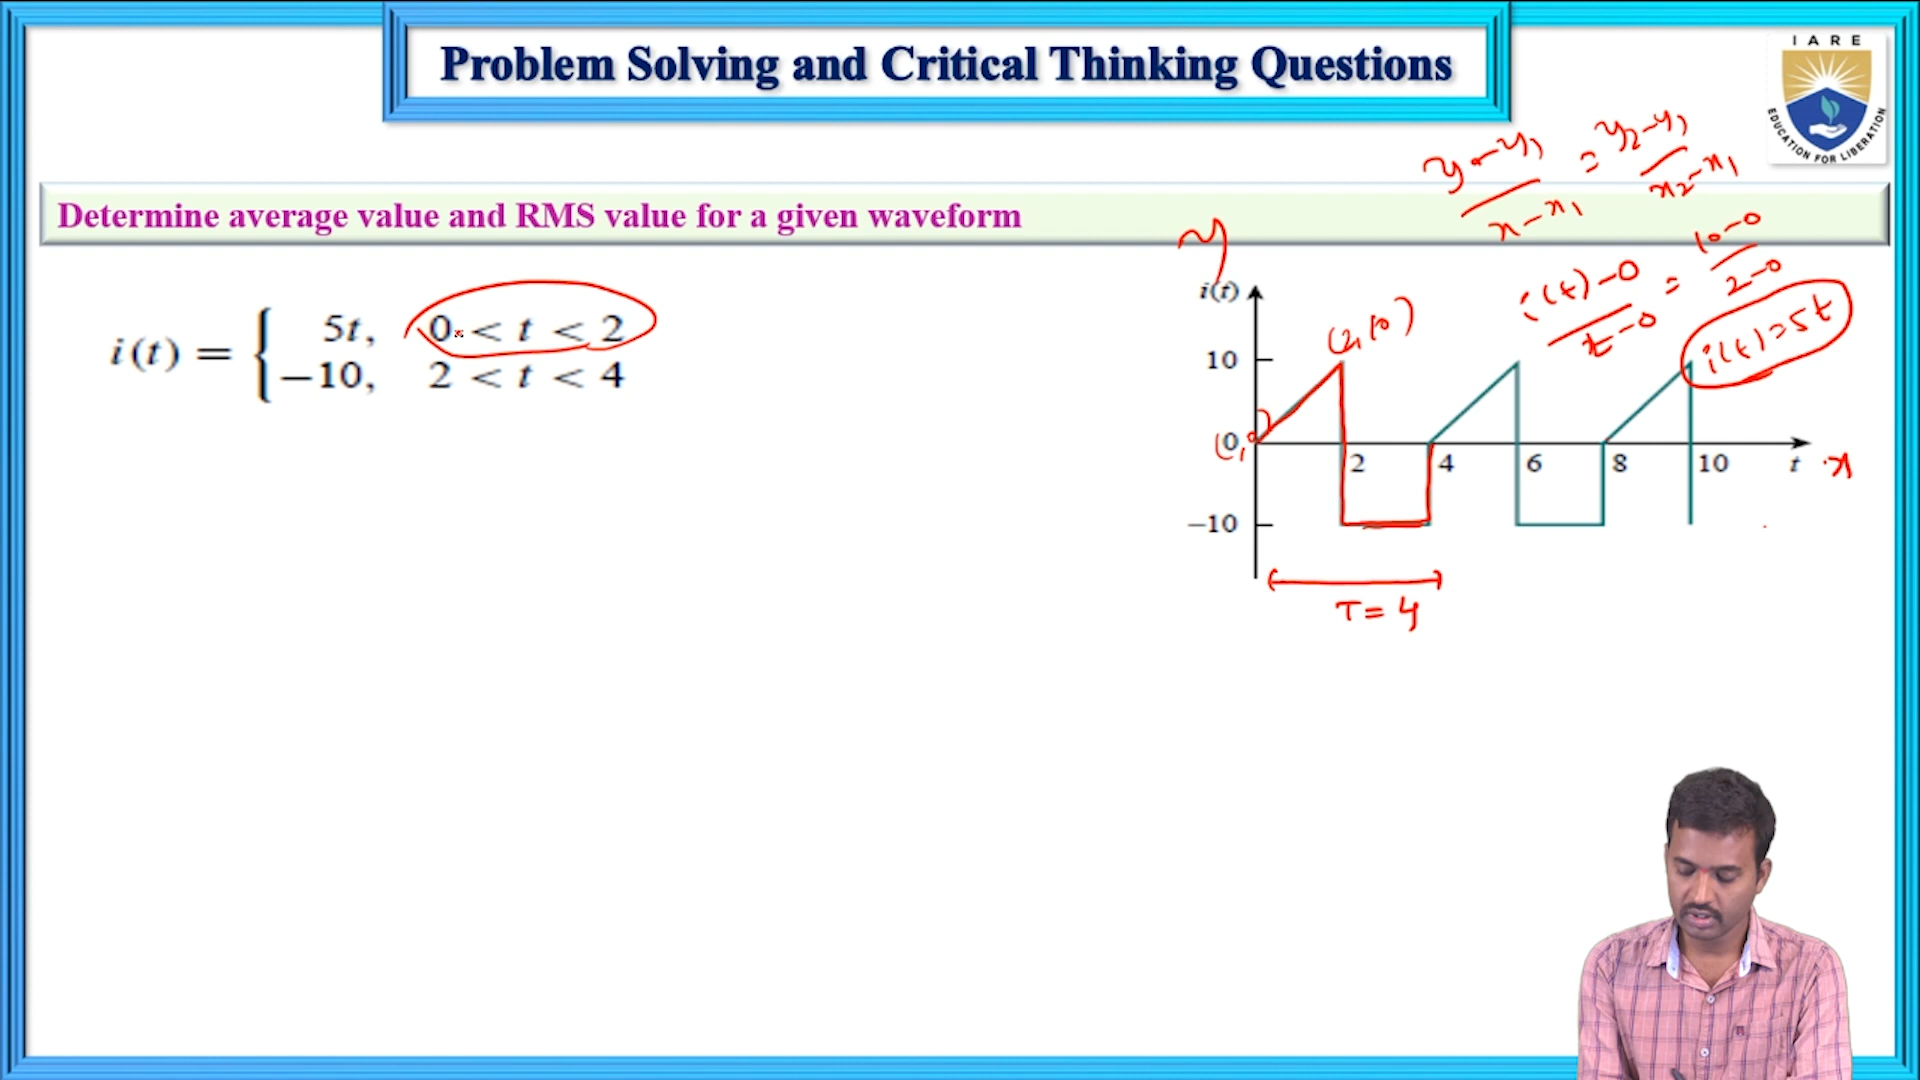 Problem Solving and Critical Thinking Questions
IARE
EDUCATION FOR LIBERATION
Determine average value and RMS value for a given waveform
y-y1 / x-x1 = y2-y1 / x2-x1
y
i(t)-0 / t-0 = 10-0 / 2-0
i(t)=5t
i(t) = { 5t, 0 < t < 2
-10, 2 < t < 4
i(t)
(2,10)
10
(0,0)
0
2 4 6 8 10 t x
-10
T=4